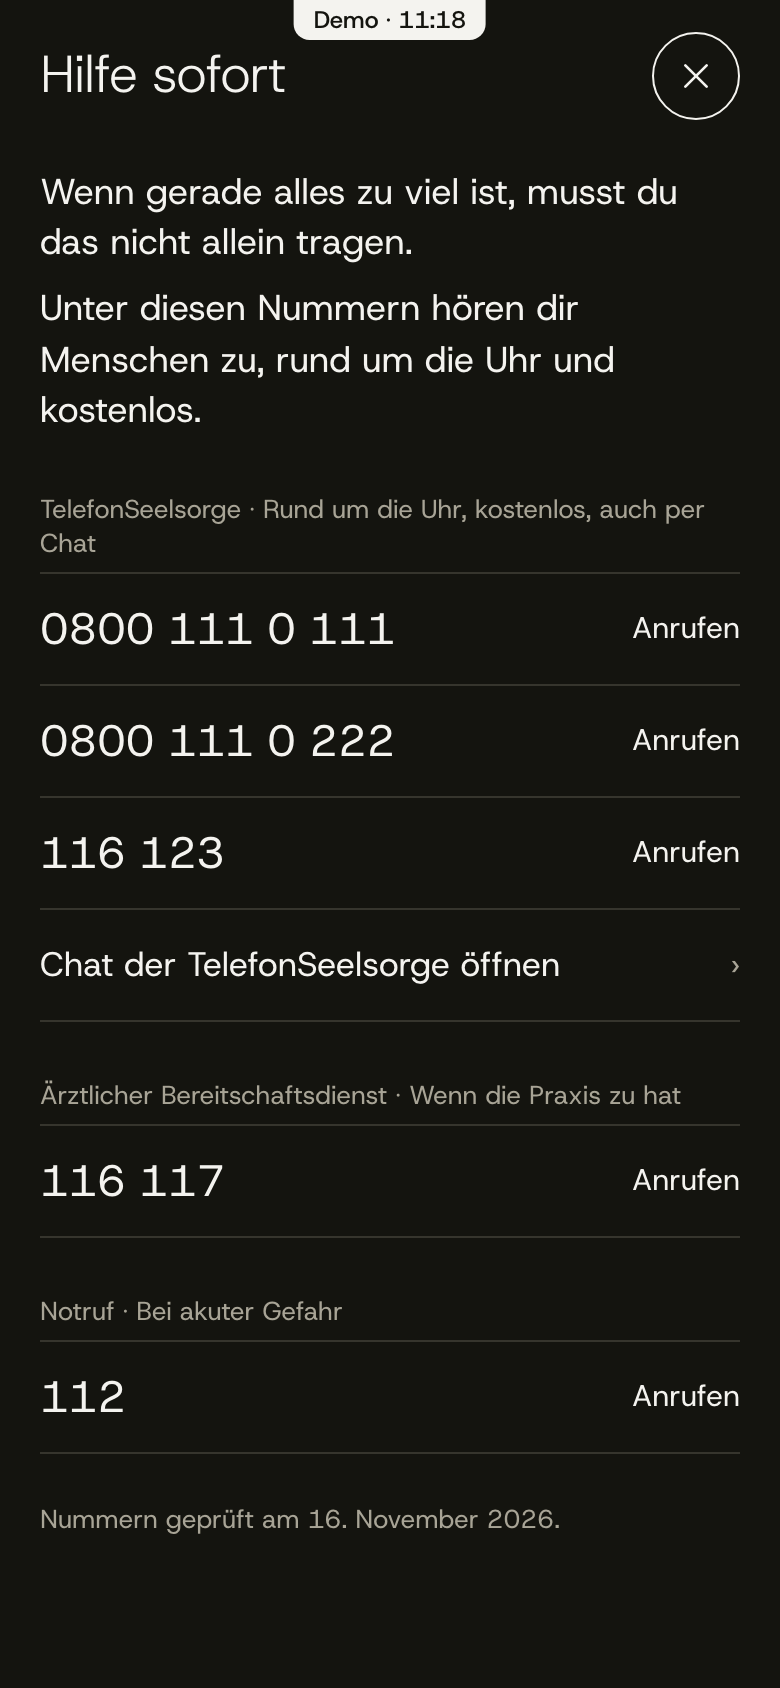 Demo · 11:18
Hilfe sofort
Wenn gerade alles zu viel ist, musst du
das nicht allein tragen.
Unter diesen Nummern hören dir
Menschen zu, rund um die Uhr und
kostenlos.
TelefonSeelsorge · Rund um die Uhr, kostenlos, auch per
Chat
0800 111 0 111 Anrufen
0800 111 0 222 Anrufen
116 123 Anrufen
Chat der TelefonSeelsorge öffnen ›
Ärztlicher Bereitschaftsdienst · Wenn die Praxis zu hat
116 117 Anrufen
Notruf · Bei akuter Gefahr
112 Anrufen
Nummern geprüft am 16. November 2026.